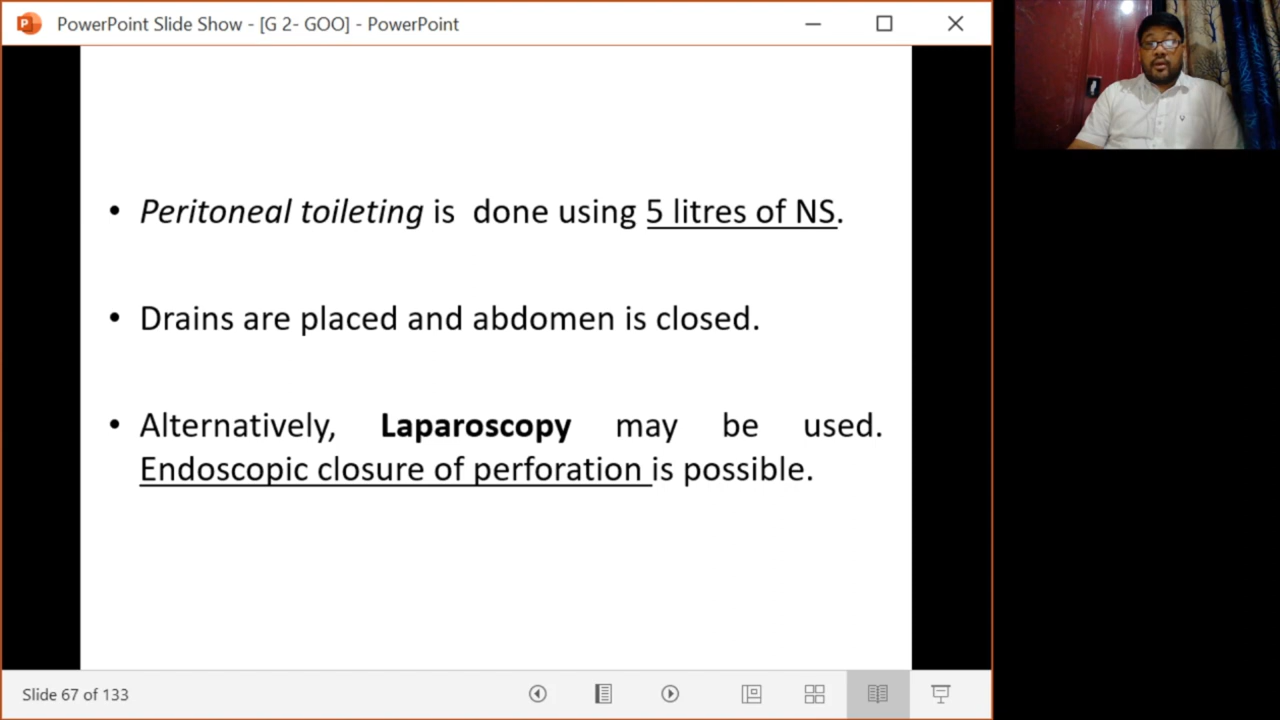 PowerPoint Slide Show - [G 2- GOO] - PowerPoint
• Peritoneal toileting is done using 5 litres of NS.
• Drains are placed and abdomen is closed.
• Alternatively, Laparoscopy may be used.
Endoscopic closure of perforation is possible.
Slide 67 of 133